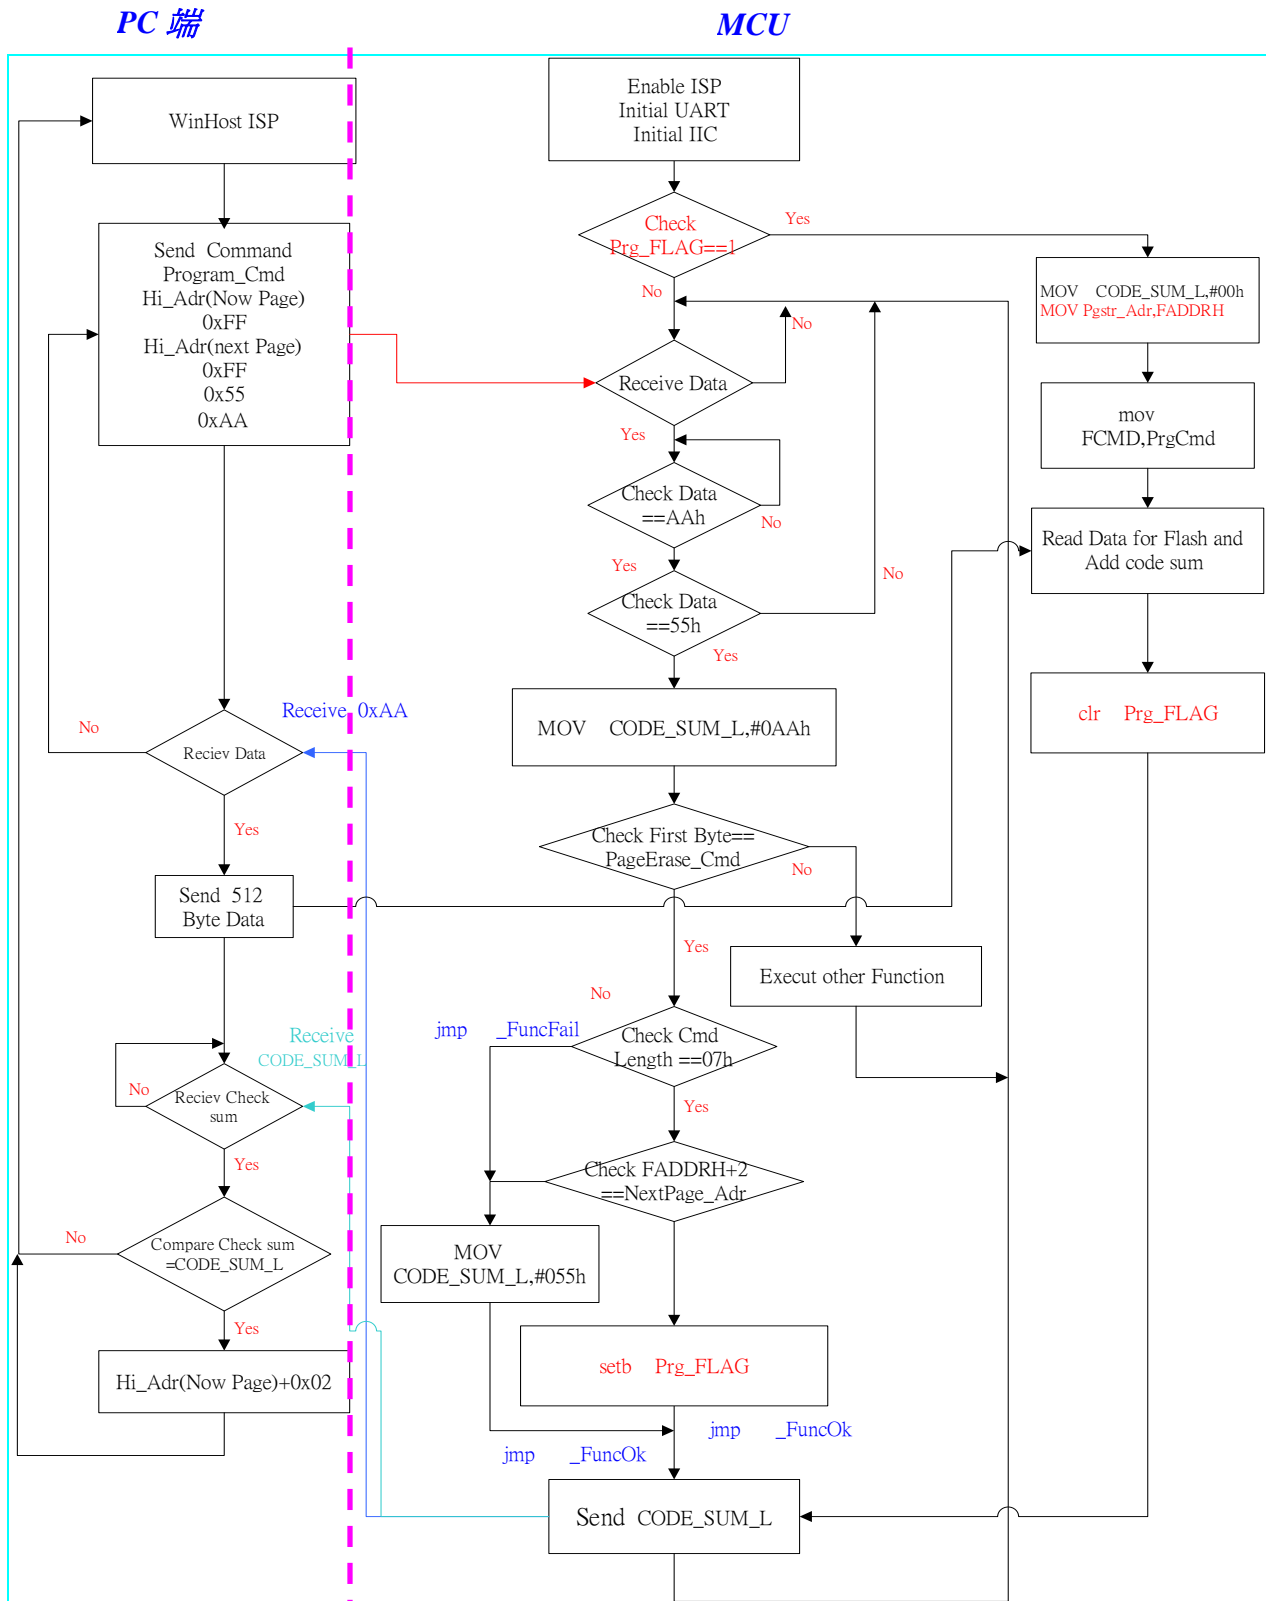 PC 端
MCU
WinHost ISP
Send Command
Program_Cmd
Hi_Adr(Now Page)
0xFF
Hi_Adr(next Page)
0xFF
0x55
0xAA
Receive 0xAA
No
Reciev Data
Yes
Send 512
Byte Data
Receive
CODE_SUM_L
No
Reciev Check
sum
Yes
No
Compare Check sum
=CODE_SUM_L
Yes
Hi_Adr(Now Page)+0x02
Enable ISP
Initial UART
Initial IIC
Check
Prg_FLAG==1
Yes
No
No
Receive Data
Yes
Check Data
==AAh
No
Yes
No
Check Data
==55h
Yes
MOV CODE_SUM_L,#0AAh
Check First Byte==
PageErase_Cmd
No
Yes
Execut other Function
No
jmp _FuncFail
Check Cmd
Length ==07h
Yes
Check FADDRH+2
==NextPage_Adr
MOV
CODE_SUM_L,#055h
setb Prg_FLAG
jmp _FuncOk
jmp _FuncOk
Send CODE_SUM_L
MOV CODE_SUM_L,#00h
MOV Pgstr_Adr,FADDRH
mov
FCMD,PrgCmd
Read Data for Flash and
Add code sum
clr Prg_FLAG